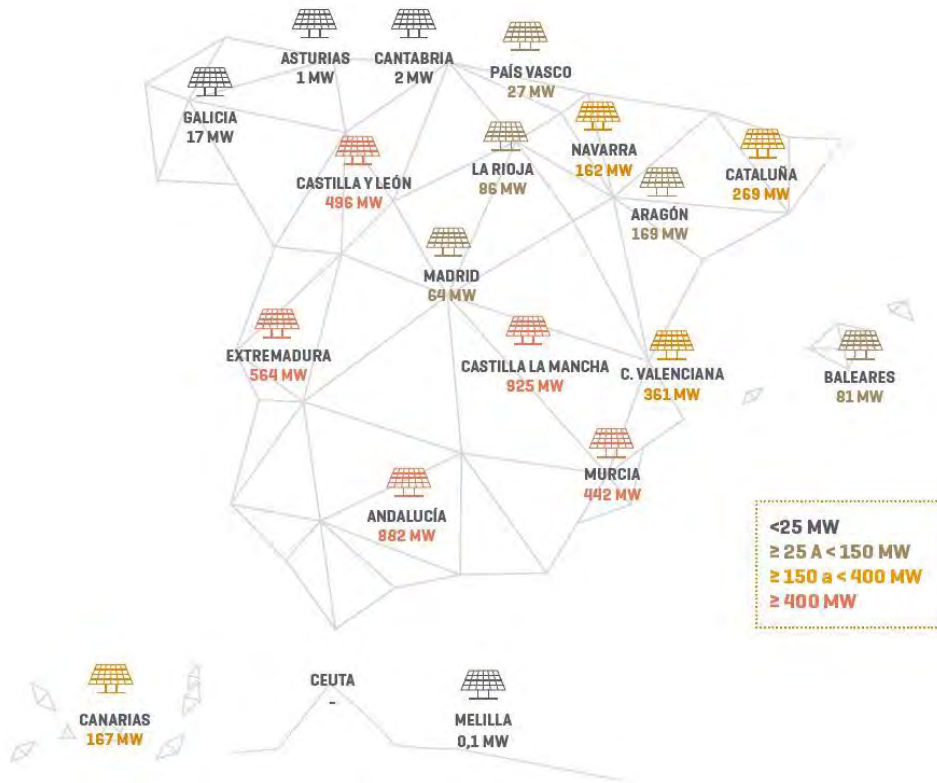 ASTURIAS
1 MW
CANTABRIA
2 MW
PAÍS VASCO
27 MW
GALICIA
17 MW
CASTILLA Y LEÓN
496 MW
LA RIOJA
86 MW
NAVARRA
162 MW
CATALUÑA
269 MW
ARAGÓN
169 MW
MADRID
64 MW
EXTREMADURA
564 MW
CASTILLA LA MANCHA
925 MW
C. VALENCIANA
361 MW
BALEARES
81 MW
MURCIA
442 MW
ANDALUCÍA
882 MW
<25 MW
≥ 25 A < 150 MW
≥ 150 a < 400 MW
≥ 400 MW
CANARIAS
167 MW
CEUTA
-
MELILLA
0,1 MW